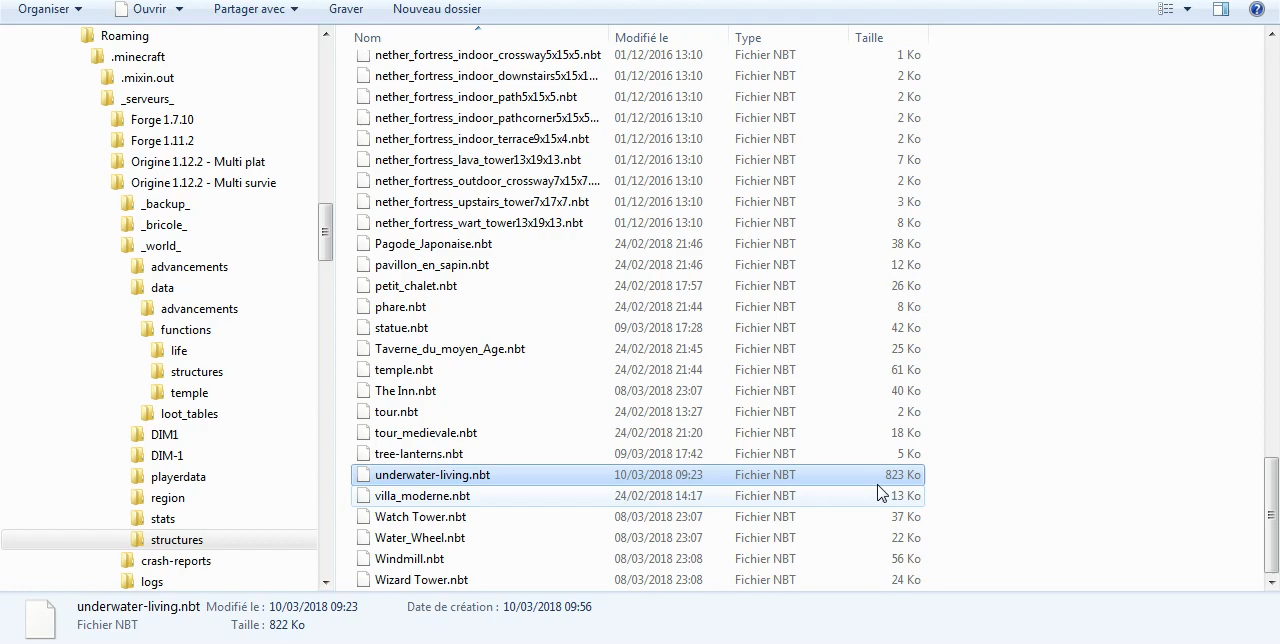 Organiser Ouvrir Partager avec Graver Nouveau dossier
Roaming
.minecraft
.mixin.out
_serveurs_
Forge 1.7.10
Forge 1.11.2
Origine 1.12.2 - Multi plat
Origine 1.12.2 - Multi survie
_backup_
_bricole_
_world_
advancements
data
advancements
functions
life
structures
temple
loot_tables
DIM1
DIM-1
playerdata
region
stats
structures
crash-reports
logs
Nom Modifié le Type Taille
nether_fortress_indoor_crossway5x15x5.nbt 01/12/2016 13:10 Fichier NBT 1 Ko
nether_fortress_indoor_downstairs5x15x1... 01/12/2016 13:10 Fichier NBT 2 Ko
nether_fortress_indoor_path5x15x5.nbt 01/12/2016 13:10 Fichier NBT 2 Ko
nether_fortress_indoor_pathcorner5x15x5... 01/12/2016 13:10 Fichier NBT 2 Ko
nether_fortress_indoor_terrace9x15x4.nbt 01/12/2016 13:10 Fichier NBT 2 Ko
nether_fortress_lava_tower13x19x13.nbt 01/12/2016 13:10 Fichier NBT 7 Ko
nether_fortress_outdoor_crossway7x15x7.... 01/12/2016 13:10 Fichier NBT 2 Ko
nether_fortress_upstairs_tower7x17x7.nbt 01/12/2016 13:10 Fichier NBT 3 Ko
nether_fortress_wart_tower13x19x13.nbt 01/12/2016 13:10 Fichier NBT 8 Ko
Pagode_Japonaise.nbt 24/02/2018 21:46 Fichier NBT 38 Ko
pavillon_en_sapin.nbt 24/02/2018 21:46 Fichier NBT 12 Ko
petit_chalet.nbt 24/02/2018 17:57 Fichier NBT 26 Ko
phare.nbt 24/02/2018 21:44 Fichier NBT 8 Ko
statue.nbt 09/03/2018 17:28 Fichier NBT 42 Ko
Taverne_du_moyen_Age.nbt 24/02/2018 21:45 Fichier NBT 25 Ko
temple.nbt 24/02/2018 21:44 Fichier NBT 61 Ko
The Inn.nbt 08/03/2018 23:07 Fichier NBT 40 Ko
tour.nbt 24/02/2018 13:27 Fichier NBT 2 Ko
tour_medievale.nbt 24/02/2018 21:20 Fichier NBT 18 Ko
tree-lanterns.nbt 09/03/2018 17:42 Fichier NBT 5 Ko
underwater-living.nbt 10/03/2018 09:23 Fichier NBT 823 Ko
villa_moderne.nbt 24/02/2018 14:17 Fichier NBT 13 Ko
Watch Tower.nbt 08/03/2018 23:07 Fichier NBT 37 Ko
Water_Wheel.nbt 08/03/2018 23:07 Fichier NBT 22 Ko
Windmill.nbt 08/03/2018 23:08 Fichier NBT 56 Ko
Wizard Tower.nbt 08/03/2018 23:08 Fichier NBT 24 Ko
underwater-living.nbt Modifié le : 10/03/2018 09:23 Date de création : 10/03/2018 09:56
Fichier NBT Taille : 822 Ko